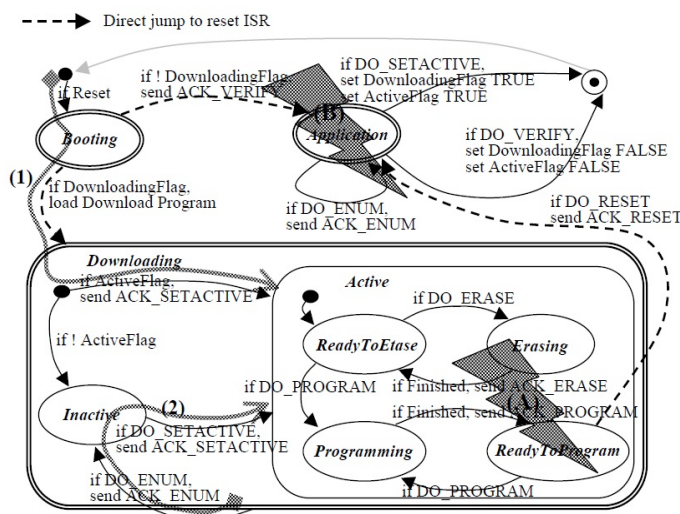 Direct jump to reset ISR
if ! DownloadingFlag,
send ACK_VERIFY
if DO_SETACTIVE,
set DownloadingFlag TRUE
set ActiveFlag TRUE
if Reset
(B)
Booting
Application
if DO_VERIFY,
set DownloadingFlag FALSE
set ActiveFlag FALSE
(1)
if DownloadingFlag,
load Download Program
if DO_ENUM,
send ACK_ENUM
if DO_RESET
send ACK_RESET
Downloading
if ActiveFlag,
send ACK_SETACTIVE
Active
if DO_ERASE
if ! ActiveFlag
ReadyToEtase
Erasing
if DO_PROGRAM
if Finished, send ACK_ERASE
Inactive
(2)
if Finished, send ACK_PROGRAM
(A)
if DO_SETACTIVE,
send ACK_SETACTIVE
Programming
ReadyToProgram
if DO_ENUM,
send ACK_ENUM
if DO_PROGRAM